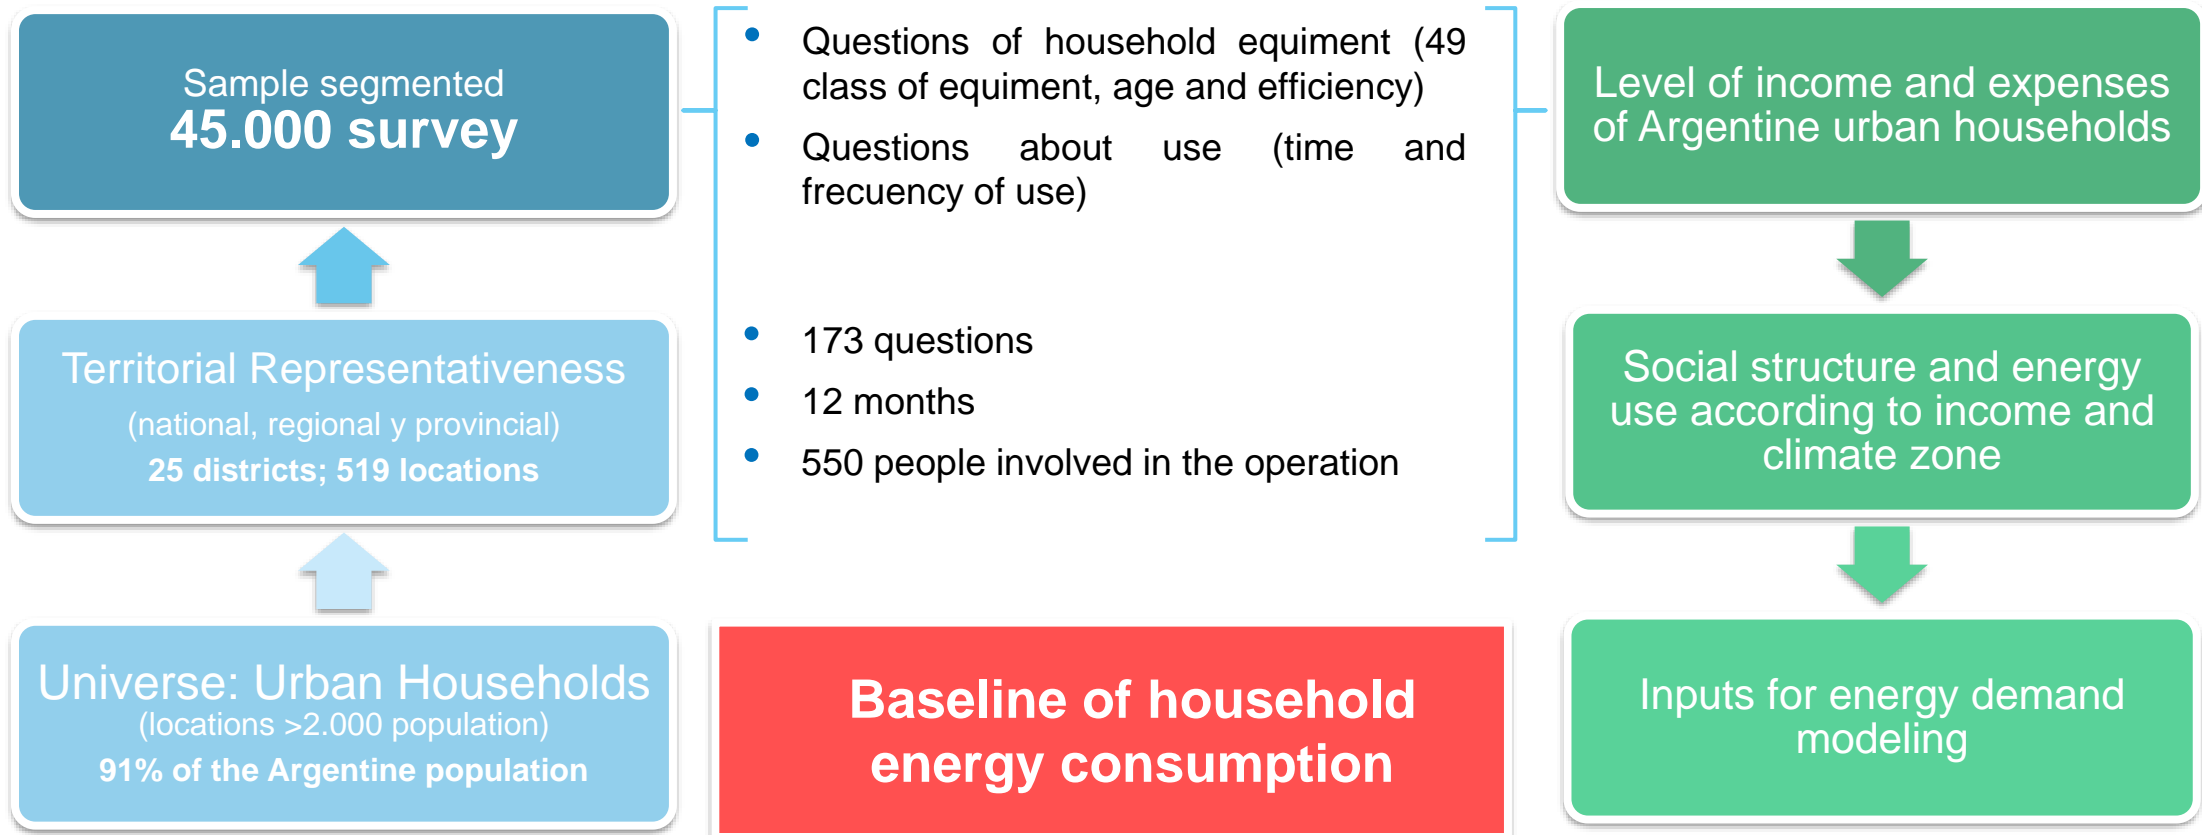 Sample segmented
45.000 survey
Territorial Representativeness
(national, regional y provincial)
25 districts; 519 locations
Universe: Urban Households
(locations >2.000 population)
91% of the Argentine population
• Questions of household equiment (49
class of equiment, age and efficiency)
• Questions about use (time and
frecuency of use)
• 173 questions
• 12 months
• 550 people involved in the operation
Baseline of household
energy consumption
Level of income and expenses
of Argentine urban households
Social structure and energy
use according to income and
climate zone
Inputs for energy demand
modeling